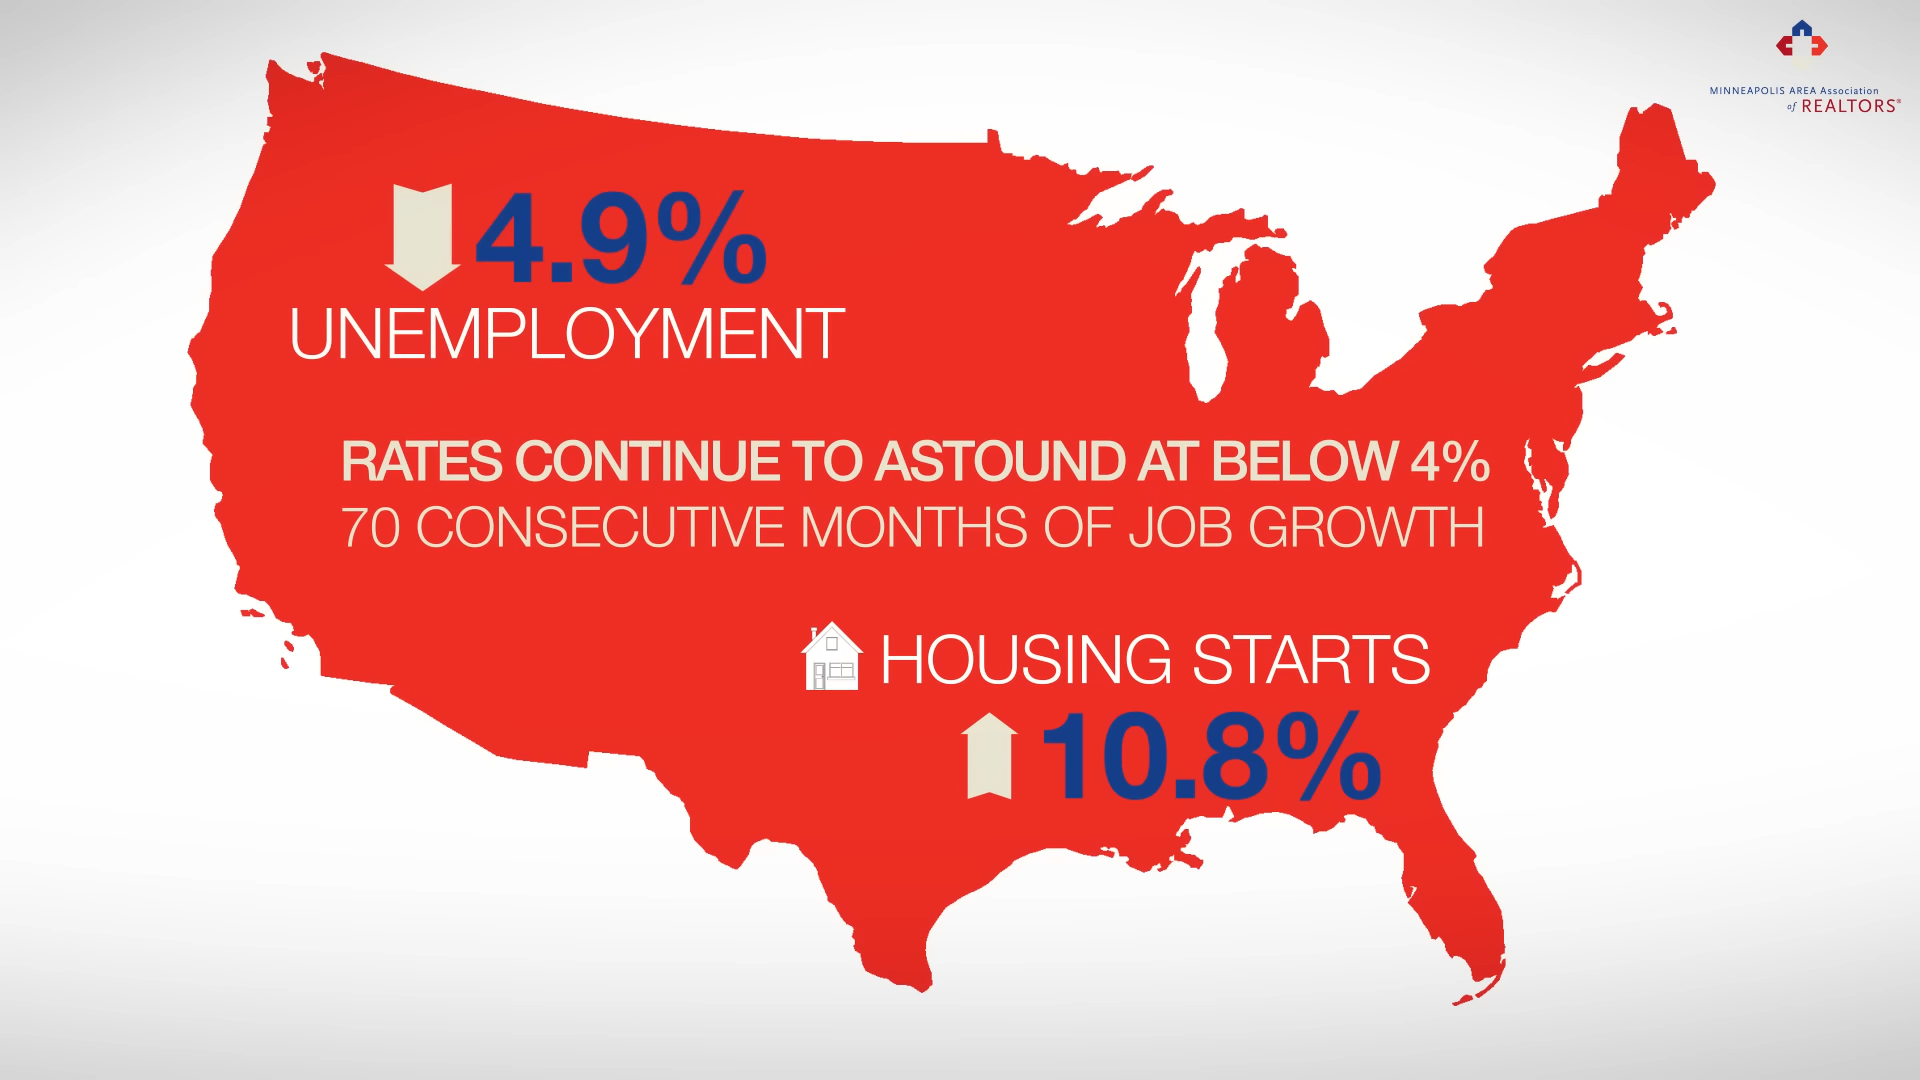 MINNEAPOLIS AREA Association
of REALTORS®
4.9%
UNEMPLOYMENT
RATES CONTINUE TO ASTOUND AT BELOW 4%
70 CONSECUTIVE MONTHS OF JOB GROWTH
HOUSING STARTS
10.8%